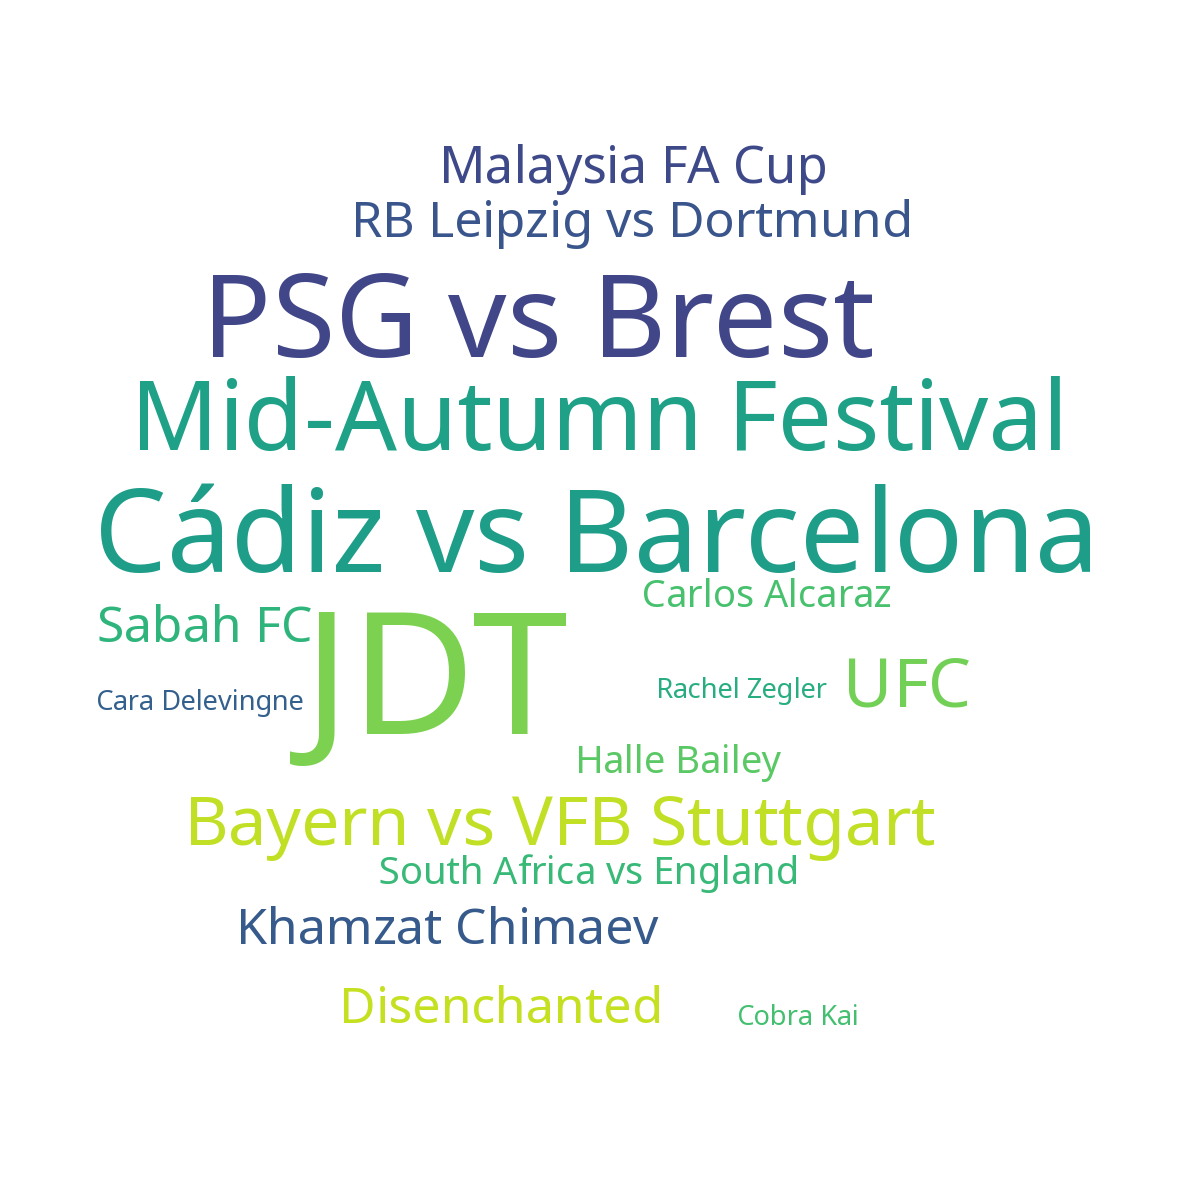 Malaysia FA Cup
RB Leipzig vs Dortmund
PSG vs Brest
Mid-Autumn Festival
Cádiz vs Barcelona
Carlos Alcaraz
Sabah FC
JDT
UFC
Rachel Zegler
Cara Delevingne
Halle Bailey
Bayern vs VFB Stuttgart
South Africa vs England
Khamzat Chimaev
Disenchanted
Cobra Kai